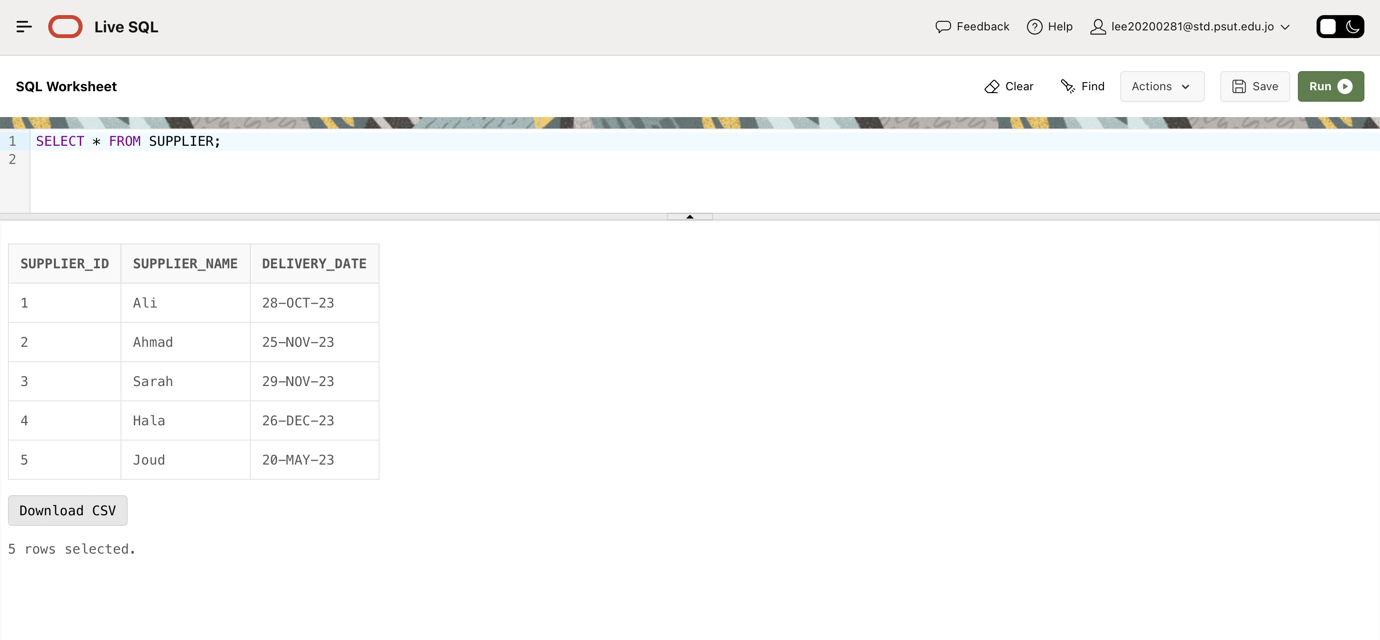 Live SQL Feedback Help lee20200281@std.psut.edu.jo
SQL Worksheet Clear Find Actions Save Run
1 SELECT * FROM SUPPLIER;
2
SUPPLIER_ID SUPPLIER_NAME DELIVERY_DATE
1 Ali 28-OCT-23
2 Ahmad 25-NOV-23
3 Sarah 29-NOV-23
4 Hala 26-DEC-23
5 Joud 20-MAY-23
Download CSV
5 rows selected.